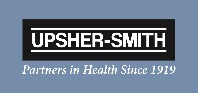 UPSHER-SMITH
Partners in Health Since 1919